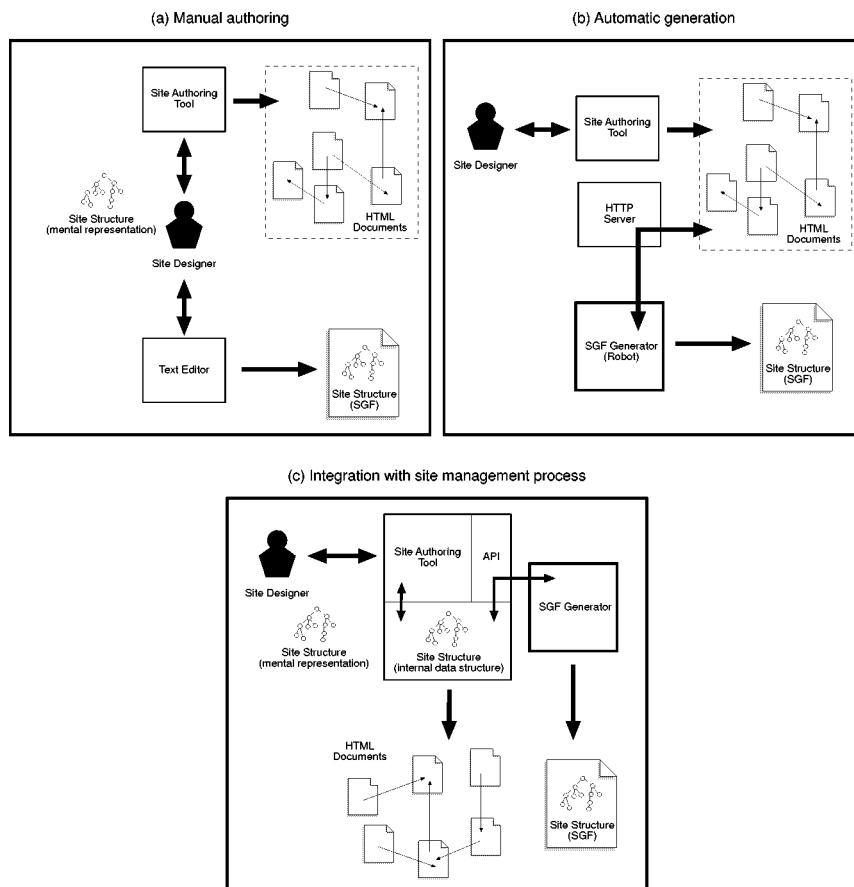 (a) Manual authoring
Site Authoring
Tool
Site Structure
(mental representation)
Site Designer
HTML
Documents
Text Editor
Site Structure
(SGF)
(b) Automatic generation
Site Designer
Site Authoring
Tool
HTTP
Server
HTML
Documents
SGF Generator
(Robot)
Site Structure
(SGF)
(c) Integration with site management process
Site Designer
Site Structure
(mental representation)
Site Authoring
Tool
API
Site Structure
(internal data structure)
SGF Generator
HTML
Documents
Site Structure
(SGF)